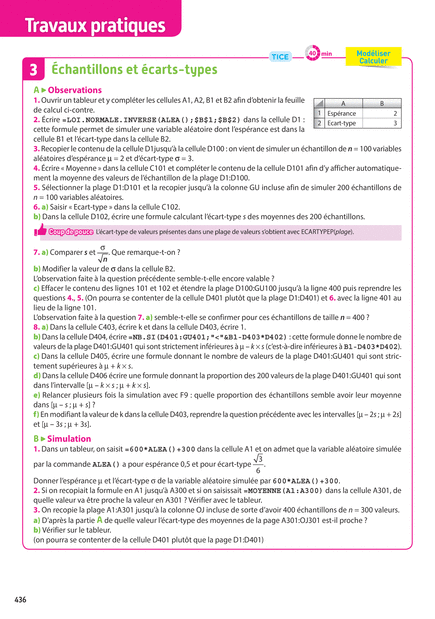 Travaux pratiques
TICE
40 min
Modéliser
Calculer
3 Échantillons et écarts-types
A ▶ Observations
1. Ouvrir un tableur et y compléter les cellules A1, A2, B1 et B2 afin d'obtenir la feuille
de calcul ci-contre.
A B
1 Espérance 2
2 Ecart-type 3
2. Écrire =LOI.NORMALE.INVERSE(ALEA();$B$1;$B$2) dans la cellule D1 :
cette formule permet de simuler une variable aléatoire dont l'espérance est dans la
cellule B1 et l'écart-type dans la cellule B2.
3. Recopier le contenu de la cellule D1jusqu'à la cellule D100 : on vient de simuler un échantillon de n = 100 variables
aléatoires d'espérance μ = 2 et d'écart-type σ = 3.
4. Écrire « Moyenne » dans la cellule C101 et compléter le contenu de la cellule D101 afin d'y afficher automatique-
ment la moyenne des valeurs de l'échantillon de la plage D1:D100.
5. Sélectionner la plage D1:D101 et la recopier jusqu'à la colonne GU incluse afin de simuler 200 échantillons de
n = 100 variables aléatoires.
6. a) Saisir « Ecart-type » dans la cellule C102.
b) Dans la cellule D102, écrire une formule calculant l'écart-type s des moyennes des 200 échantillons.
Coup de pouce L'écart-type de valeurs présentes dans une plage de valeurs s'obtient avec ECARTYPEP(plage).
7. a) Comparer s et σ/√n. Que remarque-t-on ?
b) Modifier la valeur de σ dans la cellule B2.
L'observation faite à la question précédente semble-t-elle encore valable ?
c) Effacer le contenu des lignes 101 et 102 et étendre la plage D100:GU100 jusqu'à la ligne 400 puis reprendre les
questions 4., 5. (On pourra se contenter de la cellule D401 plutôt que la plage D1:D401) et 6. avec la ligne 401 au
lieu de la ligne 101.
L'observation faite à la question 7. a) semble-t-elle se confirmer pour ces échantillons de taille n = 400 ?
8. a) Dans la cellule C403, écrire k et dans la cellule D403, écrire 1.
b) Dans la cellule D404, écrire =NB.SI(D401:GU401;"<"&B1-D403*D402) : cette formule donne le nombre de
valeurs de la plage D401:GU401 qui sont strictement inférieures à μ – k × s (c'est-à-dire inférieures à B1-D403*D402).
c) Dans la cellule D405, écrire une formule donnant le nombre de valeurs de la plage D401:GU401 qui sont stric-
tement supérieures à μ + k × s.
d) Dans la cellule D406 écrire une formule donnant la proportion des 200 valeurs de la plage D401:GU401 qui sont
dans l'intervalle [μ – k × s ; μ + k × s].
e) Relancer plusieurs fois la simulation avec F9 : quelle proportion des échantillons semble avoir leur moyenne
dans [μ – s ; μ + s] ?
f) En modifiant la valeur de k dans la cellule D403, reprendre la question précédente avec les intervalles [μ – 2s ; μ + 2s]
et [μ – 3s ; μ + 3s].
B ▶ Simulation
1. Dans un tableur, on saisit =600*ALEA()+300 dans la cellule A1 et on admet que la variable aléatoire simulée
par la commande ALEA() a pour espérance 0,5 et pour écart-type √3/6.
Donner l'espérance μ et l'écart-type σ de la variable aléatoire simulée par 600*ALEA()+300.
2. Si on recopiait la formule en A1 jusqu'à A300 et si on saisissait =MOYENNE(A1:A300) dans la cellule A301, de
quelle valeur va être proche la valeur en A301 ? Vérifier avec le tableur.
3. On recopie la plage A1:A301 jusqu'à la colonne OJ incluse de sorte d'avoir 400 échantillons de n = 300 valeurs.
a) D'après la partie A de quelle valeur l'écart-type des moyennes de la page A301:OJ301 est-il proche ?
b) Vérifier sur le tableur.
(on pourra se contenter de la cellule D401 plutôt que la page D1:D401)
436